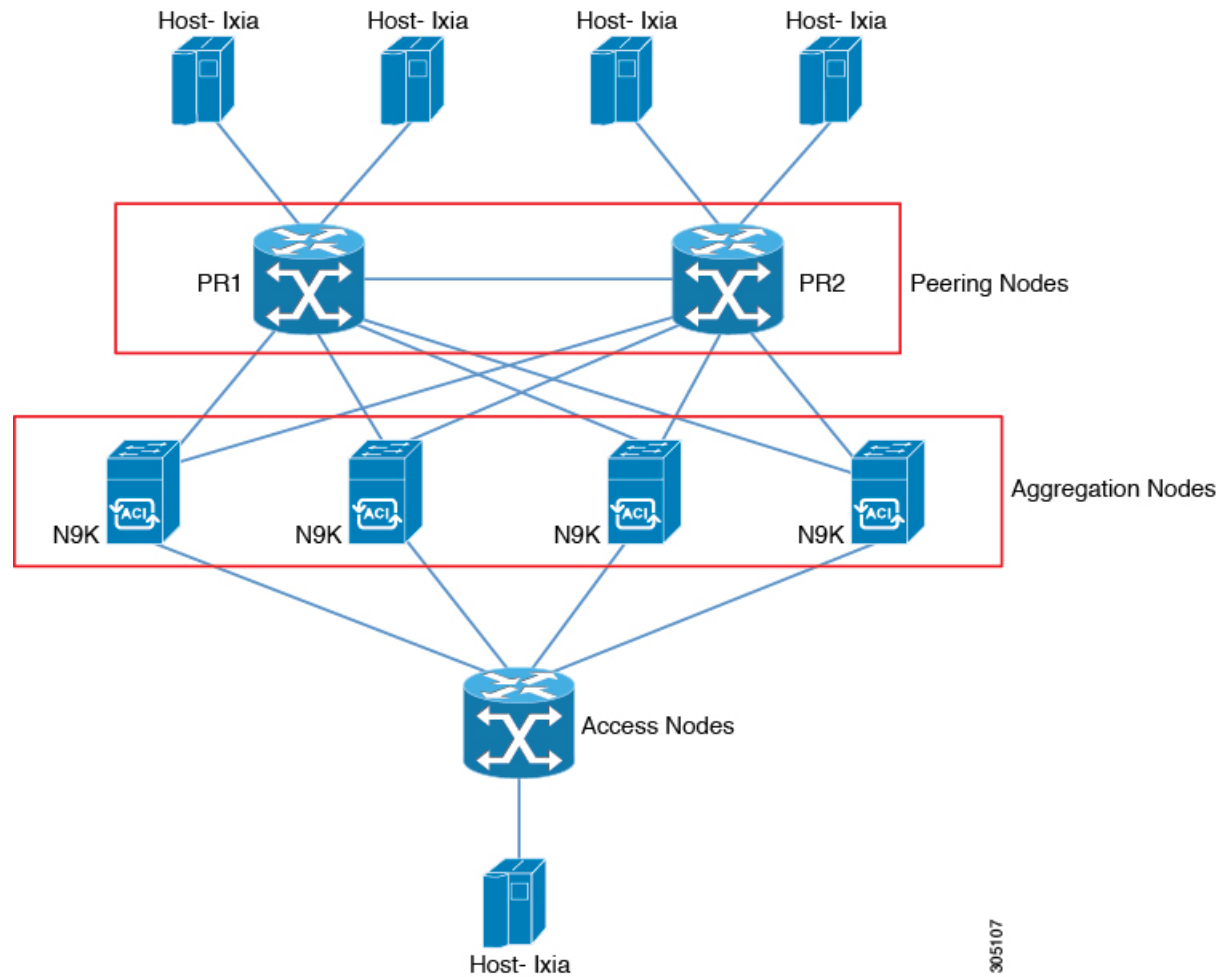 Host- Ixia
Host- Ixia
Host- Ixia
Host- Ixia
PR1
PR2
Peering Nodes
ACI
ACI
ACI
ACI
Aggregation Nodes
N9K
N9K
N9K
N9K
Access Nodes
Host- Ixia
305107